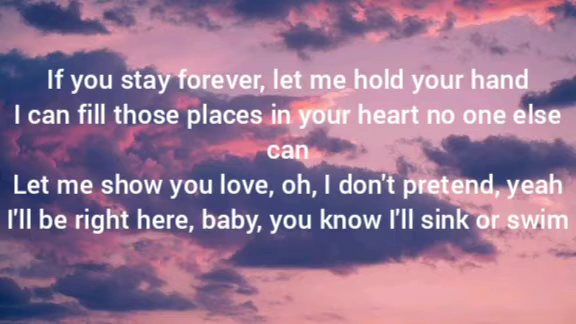 If you stay forever, let me hold your hand
I can fill those places in your heart no one else
can
Let me show you love, oh, I don't pretend, yeah
I'll be right here, baby, you know I'll sink or swim